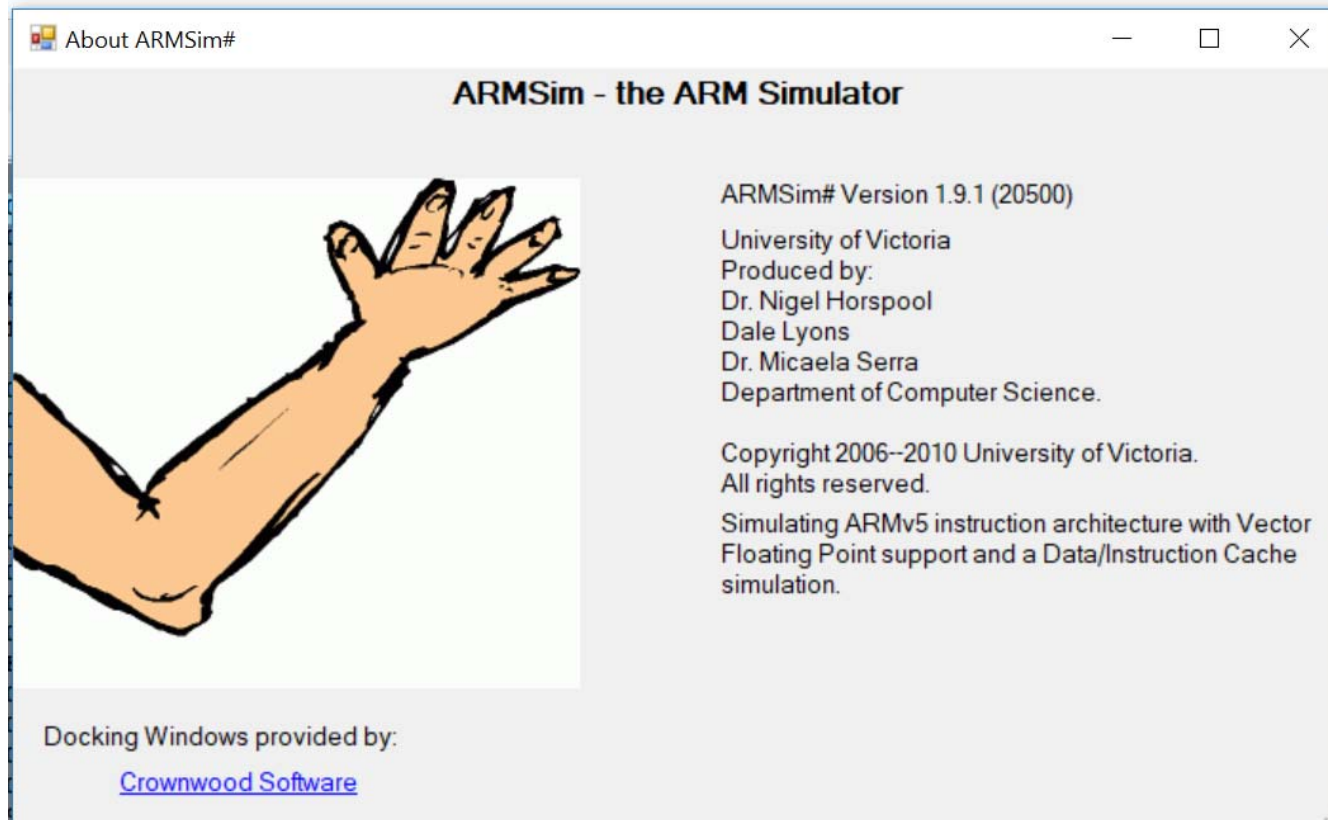 About ARMSim#
ARMSim - the ARM Simulator
ARMSim# Version 1.9.1 (20500)
University of Victoria
Produced by:
Dr. Nigel Horspool
Dale Lyons
Dr. Micaela Serra
Department of Computer Science.
Copyright 2006--2010 University of Victoria.
All rights reserved.
Simulating ARMv5 instruction architecture with Vector
Floating Point support and a Data/Instruction Cache
simulation.
Docking Windows provided by:
Crownwood Software